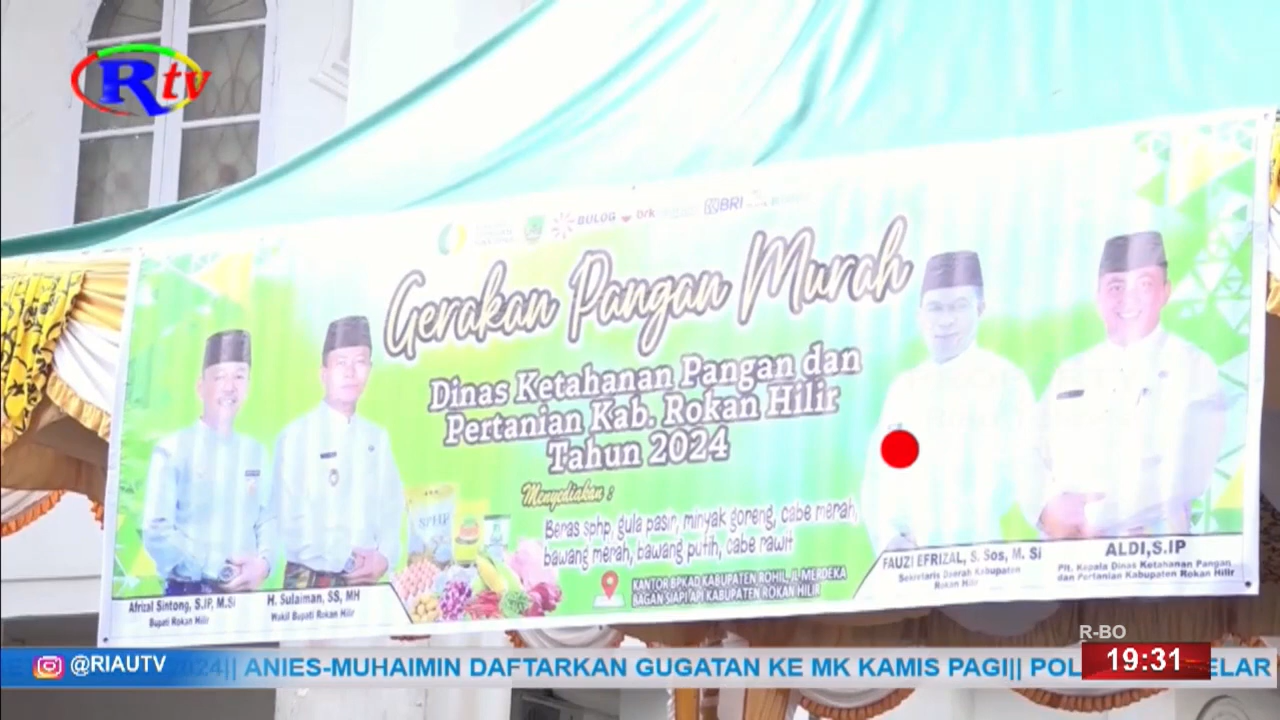 Rtv
BULOG brk BRI
Gerakan Pangan Murah
Dinas Ketahanan Pangan dan
Pertanian Kab. Rokan Hilir
Tahun 2024
Menyediakan :
Beras sphp, gula pasir, minyak goreng, cabe merah,
bawang merah, bawang putih, cabe rawit
SPHP
KANTOR BPKAD KABUPATEN ROHIL, JL MERDEKA
BAGAN SIAPI API KABUPATEN ROKAN HILIR
Afrizal Sintong, S.IP, M.Si
Bupati Rokan Hilir
H. Sulaiman, SS, MH
Wakil Bupati Rokan Hilir
FAUZI EFRIZAL, S. Sos, M. Si
Sekretaris Daerah Kabupaten
Rokan Hilir
ALDI,S.IP
Plt. Kepala Dinas Ketahanan Pangan
dan Pertanian Kabupaten Rokan Hilir
R-BO
@RIAUTV 2024|| ANIES-MUHAIMIN DAFTARKAN GUGATAN KE MK KAMIS PAGI|| POL ELAR
19:31